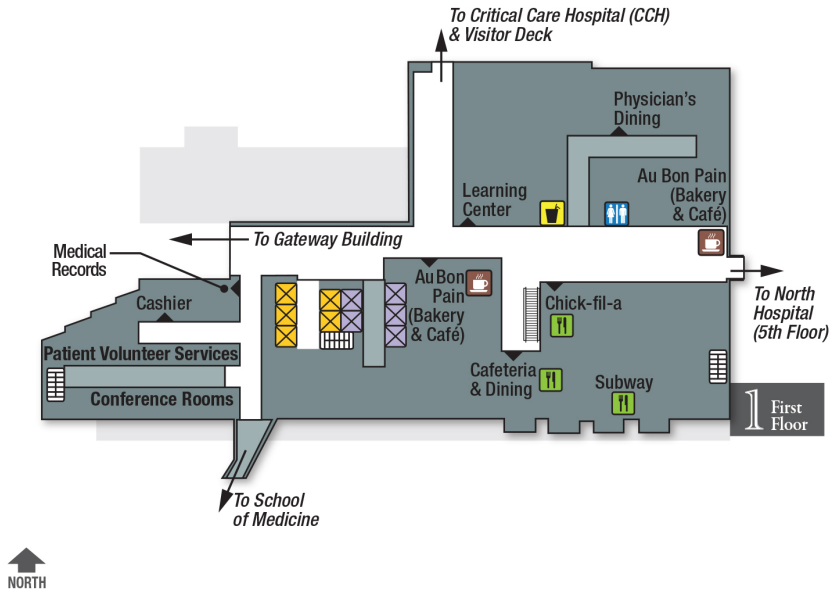 To Critical Care Hospital (CCH)
& Visitor Deck
Physician's
Dining
Au Bon Pain
(Bakery
& Café)
Learning
Center
To Gateway Building
Medical
Records
Au Bon
Pain
(Bakery
& Café)
Chick-fil-a
To North
Hospital
(5th Floor)
Cashier
Patient Volunteer Services
Cafeteria
& Dining
Subway
Conference Rooms
1 First
Floor
To School
of Medicine
NORTH